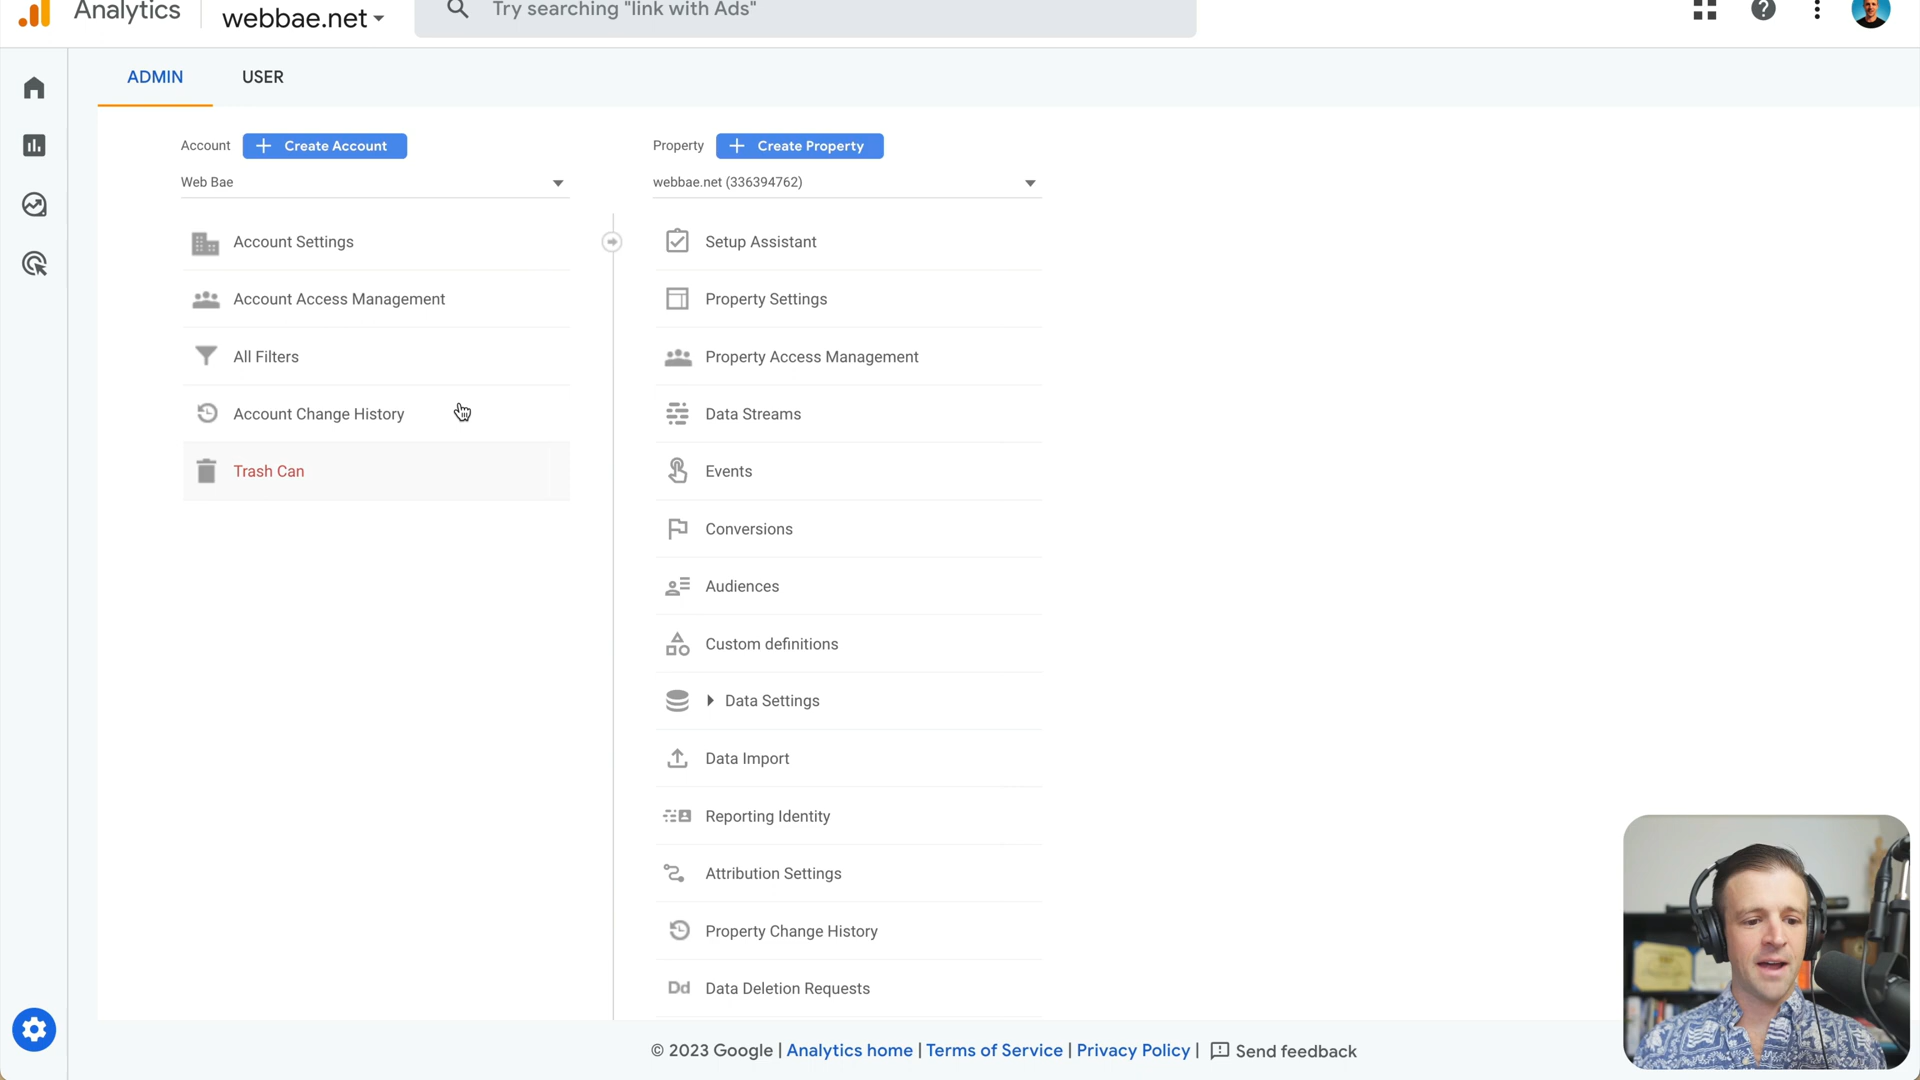 Analytics
webbae.net
Try searching "link with Ads"
ADMIN
USER
Account
Create Account
Web Bae
Account Settings
Account Access Management
All Filters
Account Change History
Trash Can
Property
Create Property
webbae.net (336394762)
Setup Assistant
Property Settings
Property Access Management
Data Streams
Events
Conversions
Audiences
Custom definitions
Data Settings
Data Import
Reporting Identity
Attribution Settings
Property Change History
Dd Data Deletion Requests
© 2023 Google | Analytics home | Terms of Service | Privacy Policy | Send feedback